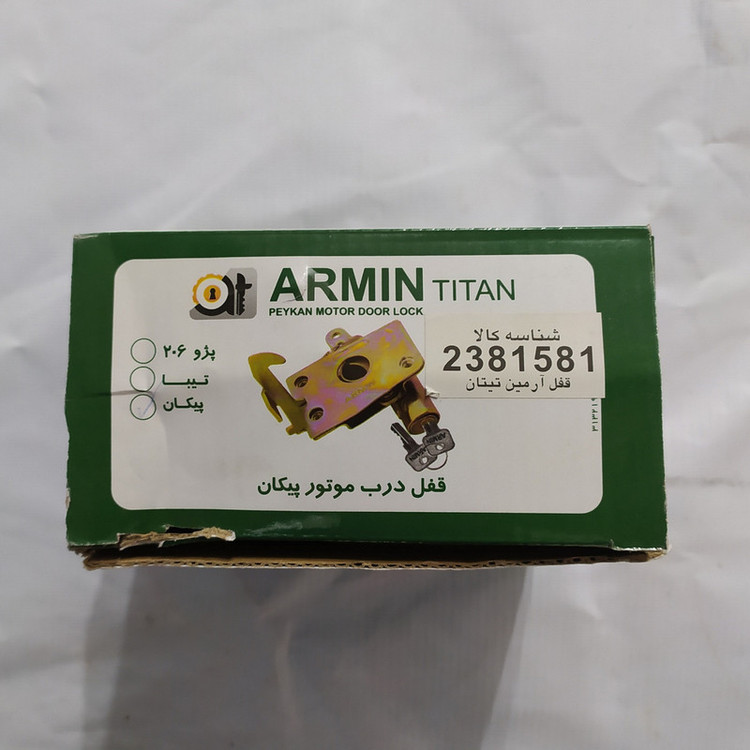 ARMIN TITAN
PEYKAN MOTOR DOOR LOCK
شناسه کالا
2381581
قفل آرمین تیتان
پژو ۲۰۶
تیبا
پیکان
قفل درب موتور پیکان